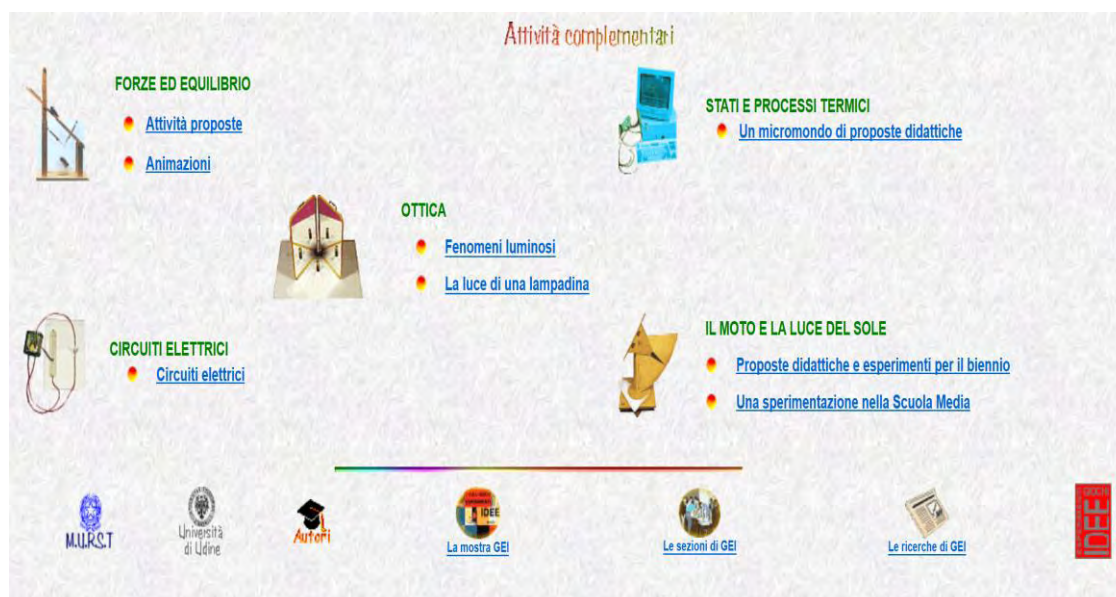 Attività complementari
FORZE ED EQUILIBRIO
Attività proposte
Animazioni
STATI E PROCESSI TERMICI
Un micromondo di proposte didattiche
OTTICA
Fenomeni luminosi
La luce di una lampadina
CIRCUITI ELETTRICI
Circuiti elettrici
IL MOTO E LA LUCE DEL SOLE
Proposte didattiche e esperimenti per il biennio
Una sperimentazione nella Scuola Media
M.U.R.S.T
Università
di Udine
Autori
IDEE
La mostra GEI
Le sezioni di GEI
Le ricerche di GEI
GIOCHI
IDEE